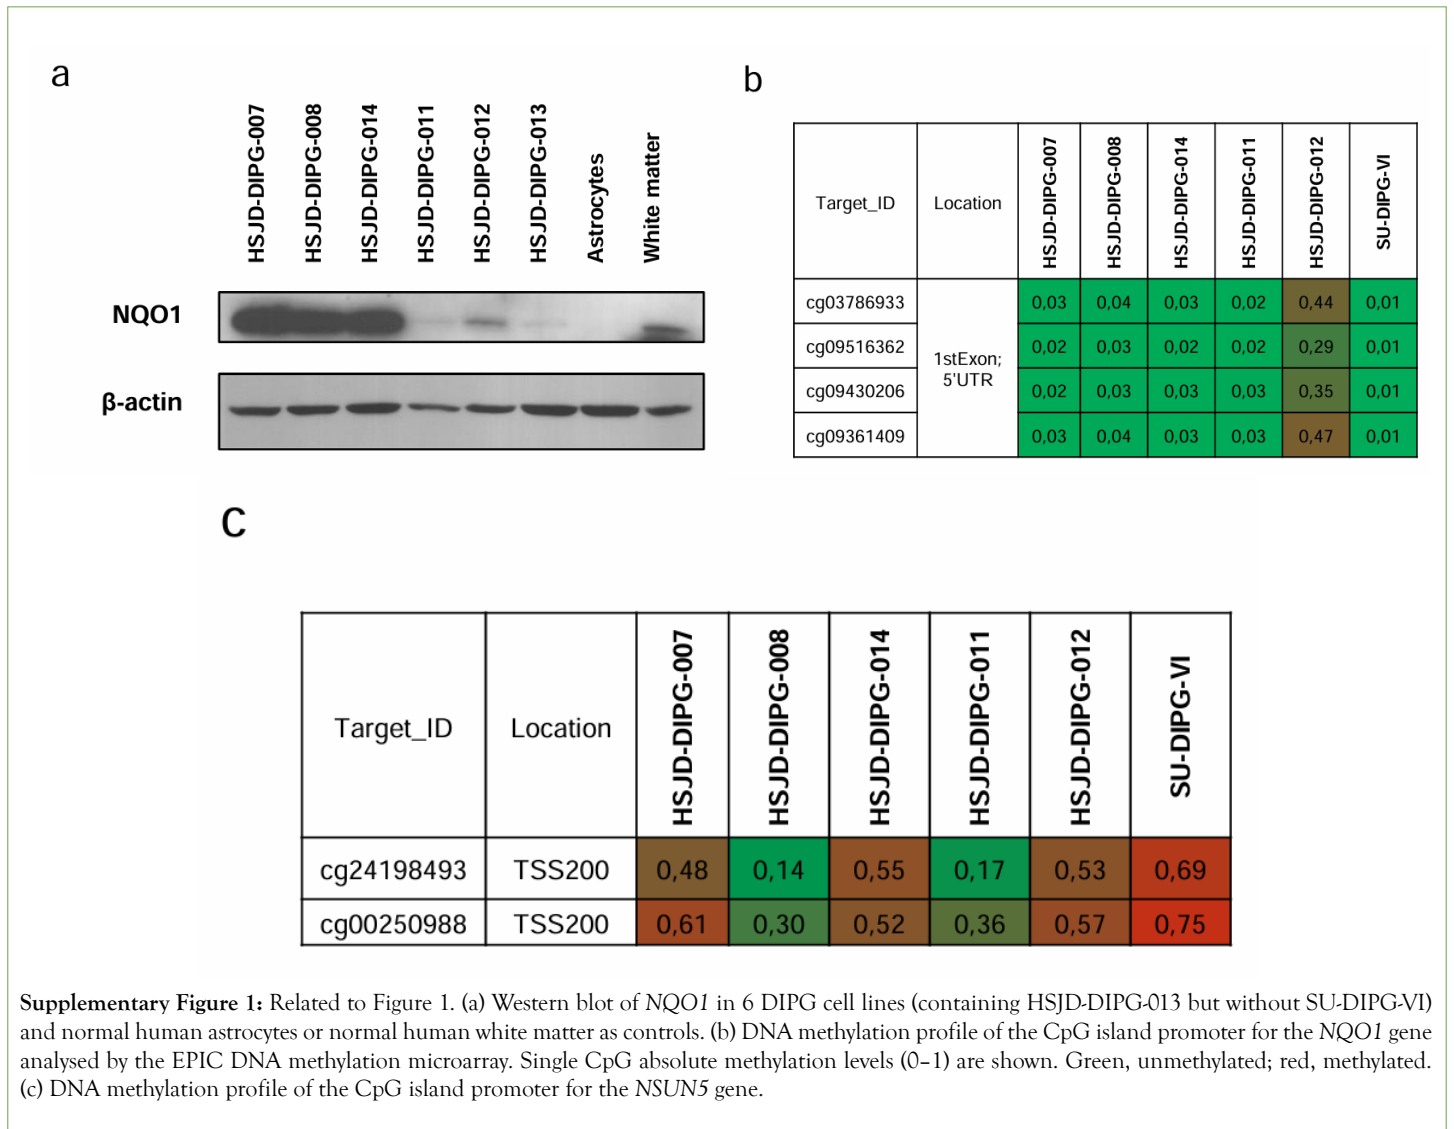 a
HSJD-DIPG-007
HSJD-DIPG-008
HSJD-DIPG-014
HSJD-DIPG-011
HSJD-DIPG-012
HSJD-DIPG-013
Astrocytes
White matter
NQO1
β-actin
b
Target_ID Location HSJD-DIPG-007 HSJD-DIPG-008 HSJD-DIPG-014 HSJD-DIPG-011 HSJD-DIPG-012 SU-DIPG-VI
cg03786933 0,03 0,04 0,03 0,02 0,44 0,01
cg09516362 0,02 0,03 0,02 0,02 0,29 0,01
1stExon;
5'UTR
cg09430206 0,02 0,03 0,03 0,03 0,35 0,01
cg09361409 0,03 0,04 0,03 0,03 0,47 0,01
c
Target_ID Location HSJD-DIPG-007 HSJD-DIPG-008 HSJD-DIPG-014 HSJD-DIPG-011 HSJD-DIPG-012 SU-DIPG-VI
cg24198493 TSS200 0,48 0,14 0,55 0,17 0,53 0,69
cg00250988 TSS200 0,61 0,30 0,52 0,36 0,57 0,75
Supplementary Figure 1: Related to Figure 1. (a) Western blot of NQO1 in 6 DIPG cell lines (containing HSJD-DIPG-013 but without SU-DIPG-VI)
and normal human astrocytes or normal human white matter as controls. (b) DNA methylation profile of the CpG island promoter for the NQO1 gene
analysed by the EPIC DNA methylation microarray. Single CpG absolute methylation levels (0–1) are shown. Green, unmethylated; red, methylated.
(c) DNA methylation profile of the CpG island promoter for the NSUN5 gene.